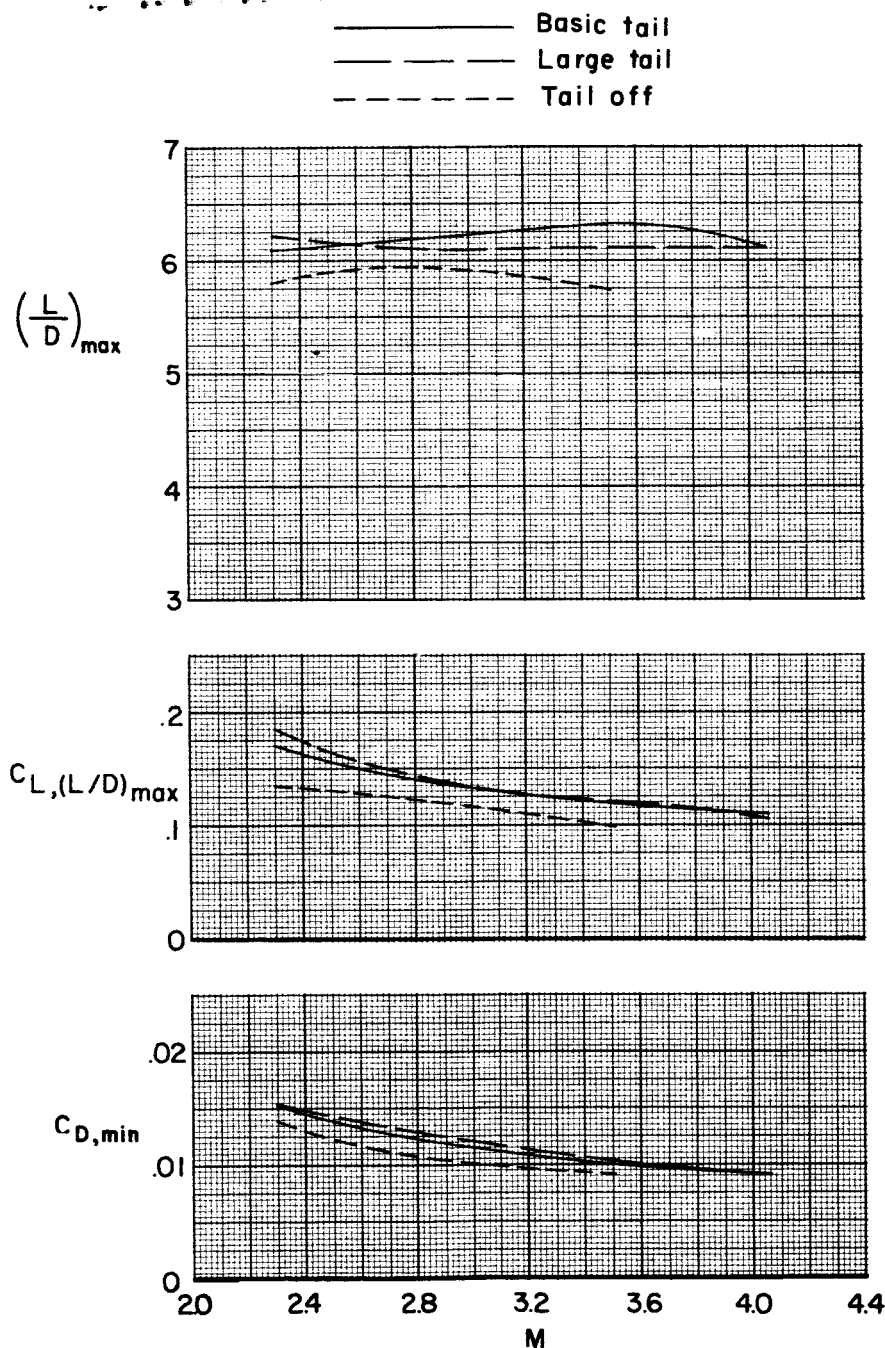 Basic tail
Large tail
Tail off
7
6
5
4
3
(L/D)max
.2
.1
0
CL,(L/D)max
.02
.01
0
CD,min
2.0 2.4 2.8 3.2 3.6 4.0 4.4
M